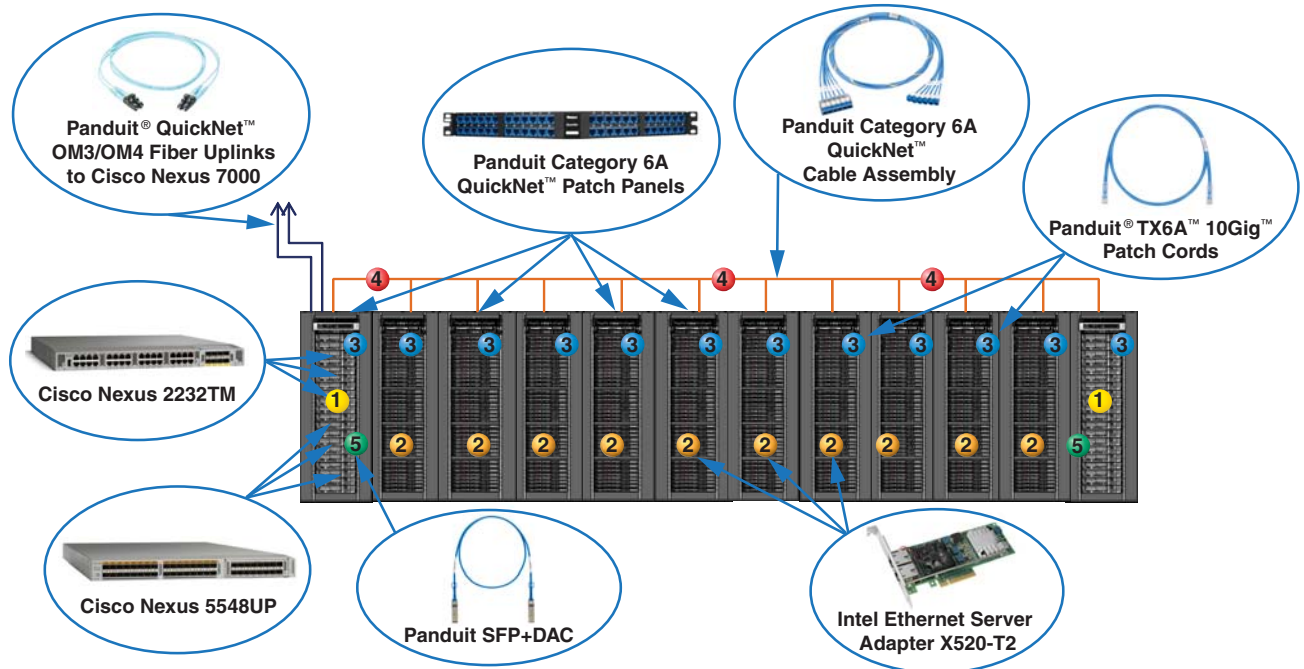 Panduit® QuickNet™
OM3/OM4 Fiber Uplinks
to Cisco Nexus 7000
Panduit Category 6A
QuickNet™ Patch Panels
Panduit Category 6A
QuickNet™
Cable Assembly
Panduit® TX6A™ 10Gig™
Patch Cords
4 4 4
3 3 3 3 3 3 3 3 3 3 3 3
Cisco Nexus 2232TM
1 1
5 2 2 2 2 2 2 2 2 2 2 5
Cisco Nexus 5548UP
Panduit SFP+DAC
Intel Ethernet Server
Adapter X520-T2